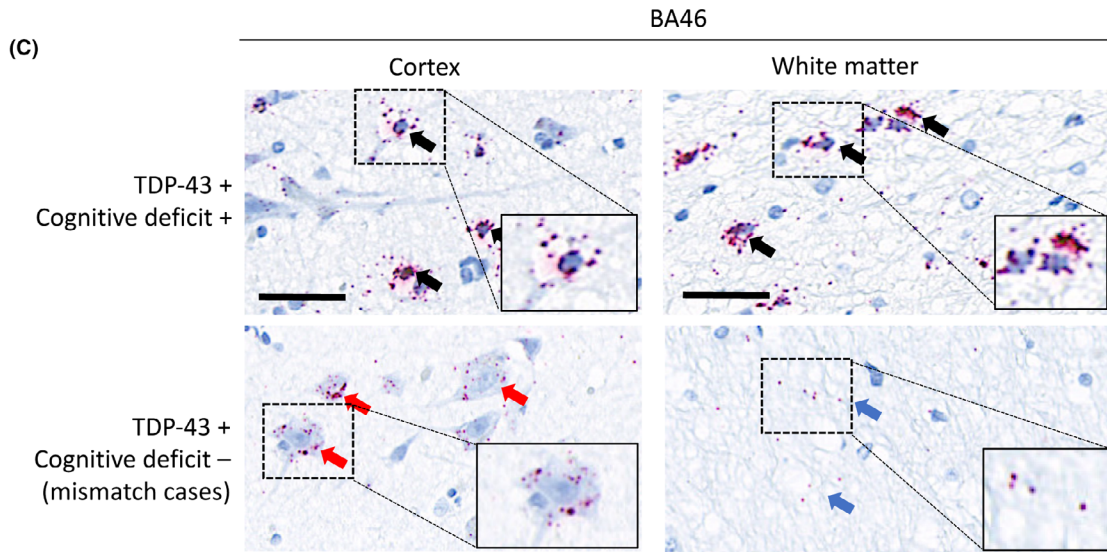 BA46
(C)
Cortex
White matter
TDP-43 +
Cognitive deficit +
TDP-43 +
Cognitive deficit –
(mismatch cases)